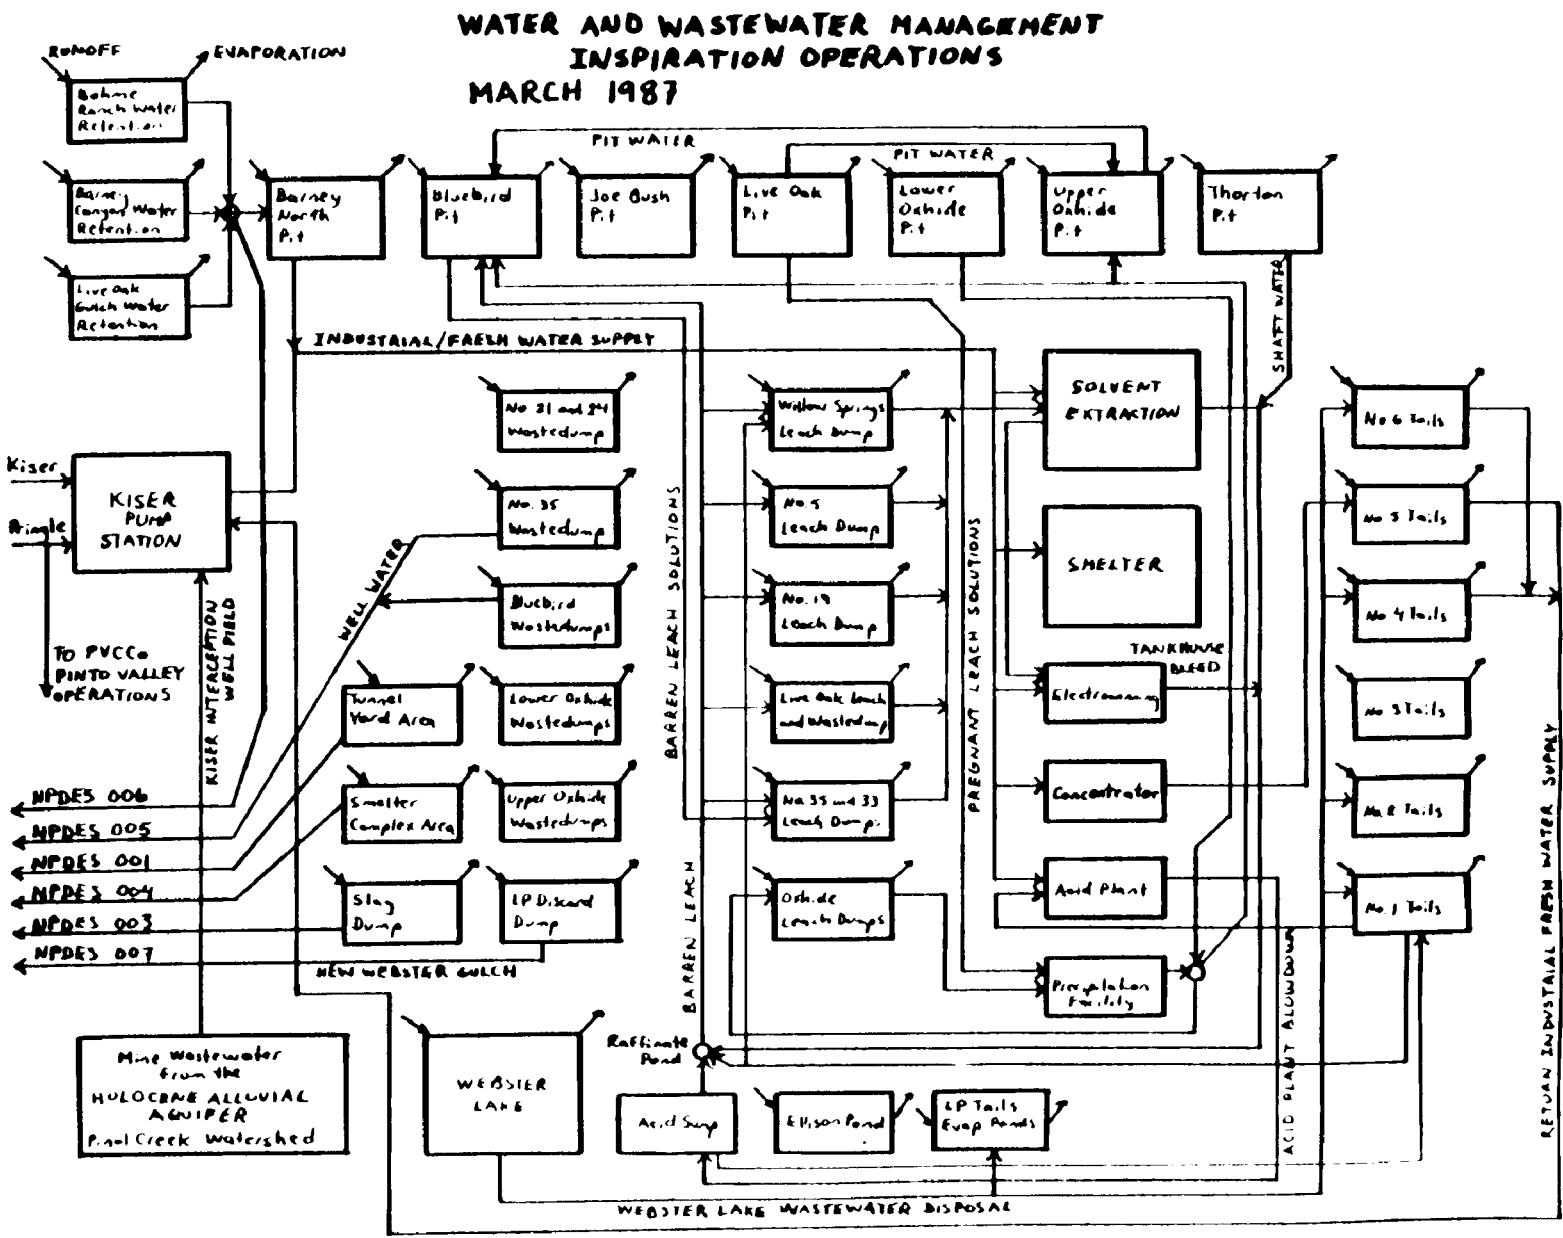 WATER AND WASTEWATER MANAGEMENT
INSPIRATION OPERATIONS
MARCH 1987
RUNOFF
EVAPORATION
Bohme
Ranch Water
Retention
Barney
Canyon Water
Retention
Live Oak
Gulch Water
Retention
PIT WATER
PIT WATER
Barney
North
Pit
Bluebird
Pit
Joe Bush
Pit
Live Oak
Pit
Lower
Oxhide
Pit
Upper
Oxhide
Pit
Thorton
Pit
SHAFT WATER
INDUSTRIAL/FRESH WATER SUPPLY
Kiser
Pringle
KISER
PUMP
STATION
TO PVCCo
PINTO VALLEY
OPERATIONS
KISER INTERCEPTION
WELL FIELD
WELL WATER
No. 21 and 24
Wastedump
No. 35
Wastedump
Bluebird
Wastedumps
Tunnel
Yard Area
Lower Oxhide
Wastedumps
Smelter
Complex Area
Upper Oxhide
Wastedumps
Slag
Dump
LP Discard
Dump
NPDES 006
NPDES 005
NPDES 001
NPDES 004
NPDES 003
NPDES 007
NEW WEBSTER GULCH
BARREN LEACH SOLUTIONS
BARREN LEACH
Willow Springs
Leach Dump
No. 5
Leach Dump
No. 19
Leach Dump
Live Oak Leach
and Wastedump
No. 35 and 33
Leach Dumps
Oxhide
Leach Dumps
PREGNANT LEACH SOLUTIONS
SOLVENT
EXTRACTION
SMELTER
TANKHOUSE
BLEED
Electrowinning
Concentrator
Acid Plant
Precipitation
Facility
No 6 Tails
No 5 Tails
No 4 Tails
No 3 Tails
No 2 Tails
No. 1 Tails
ACID PLANT BLOWDOWN
RETURN INDUSTRIAL FRESH WATER SUPPLY
Mine Wastewater
from the
HOLOCENE ALLUVIAL
AQUIFER
Pinal Creek Watershed
WEBSTER
LAKE
Raffinate
Pond
Acid Sump
Ellison Pond
LP Tails
Evap Ponds
WEBSTER LAKE WASTEWATER DISPOSAL